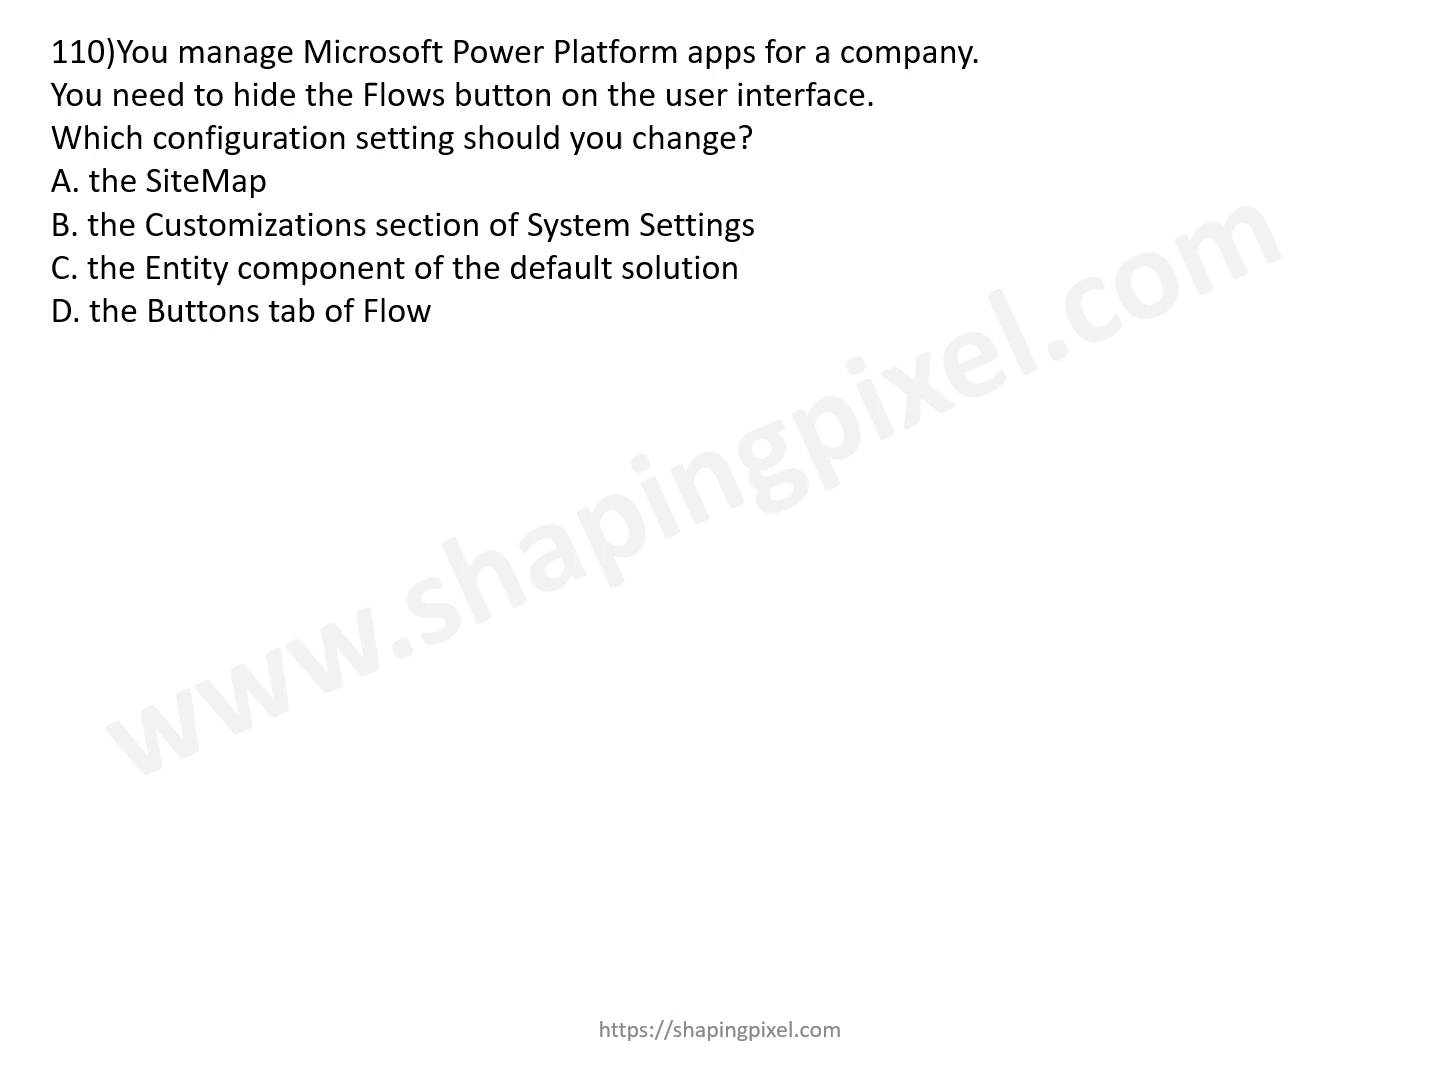 110)You manage Microsoft Power Platform apps for a company.
You need to hide the Flows button on the user interface.
Which configuration setting should you change?
A. the SiteMap
B. the Customizations section of System Settings
C. the Entity component of the default solution
D. the Buttons tab of Flow
www.shapingpixel.com
https://shapingpixel.com